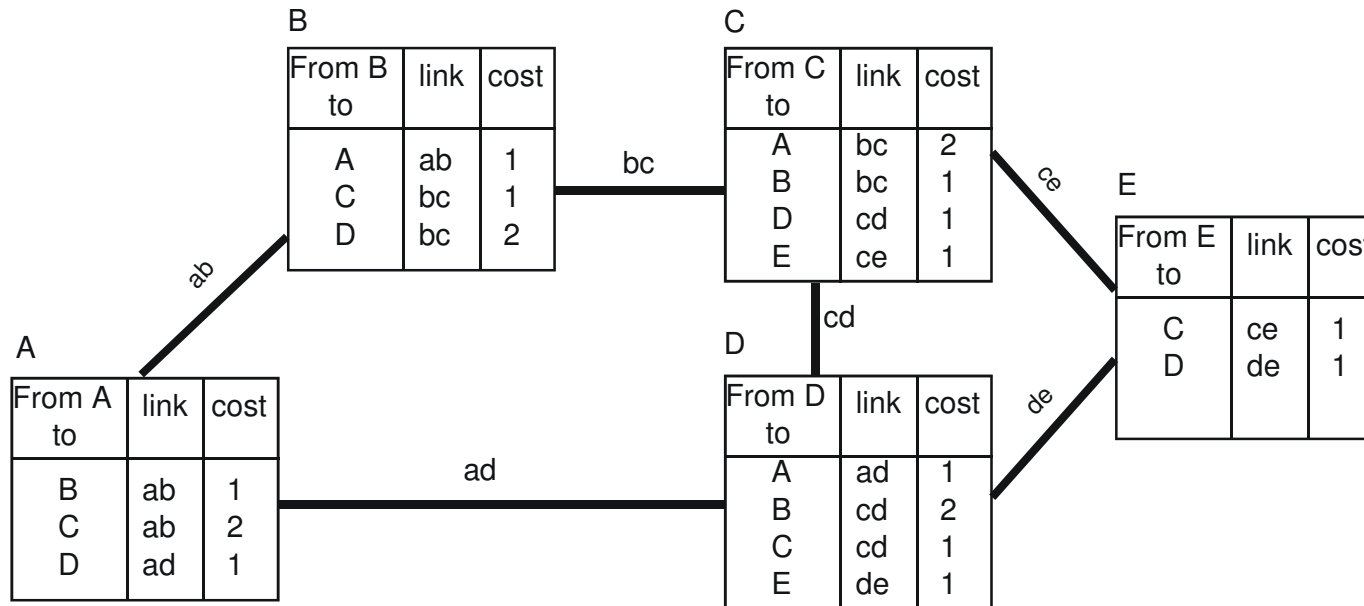 B
From B to link cost
A ab 1
C bc 1
D bc 2
bc
C
From C to link cost
A bc 2
B bc 1
D cd 1
E ce 1
ce
E
From E to link cost
C ce 1
D de 1
ab
cd
A
From A to link cost
B ab 1
C ab 2
D ad 1
ad
D
From D to link cost
A ad 1
B cd 2
C cd 1
E de 1
de